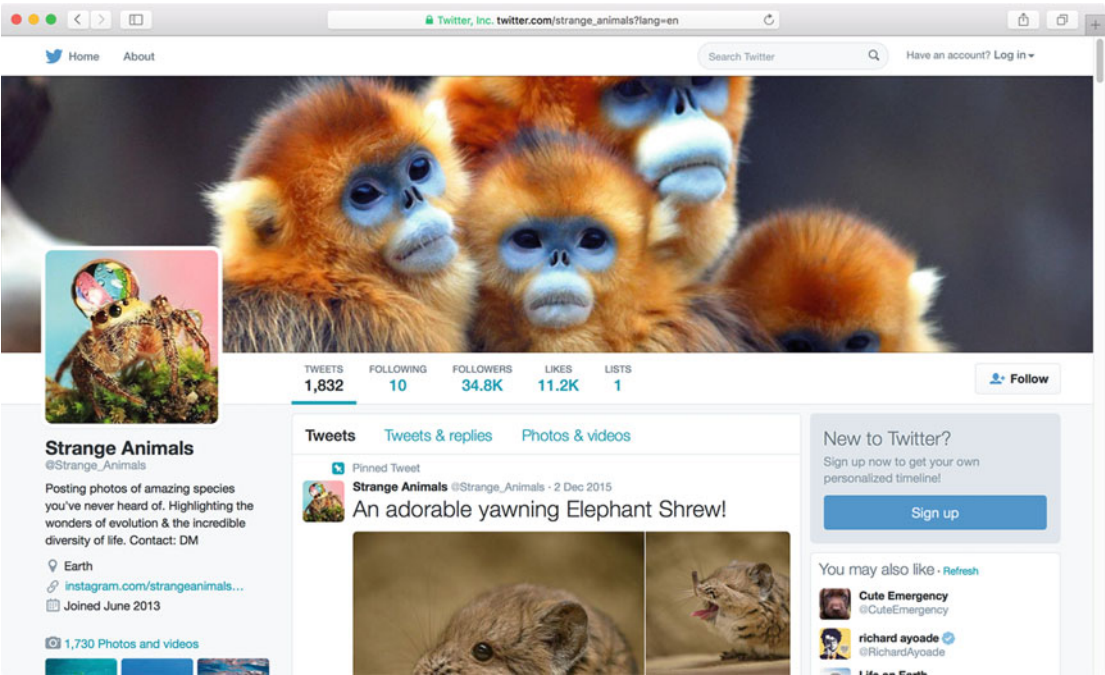 Twitter, Inc. twitter.com/strange_animals?lang=en
Home About
Search Twitter
Have an account? Log in
TWEETS FOLLOWING FOLLOWERS LIKES LISTS
1,832 10 34.8K 11.2K 1
Follow
Strange Animals
@Strange_Animals
Posting photos of amazing species
you've never heard of. Highlighting the
wonders of evolution & the incredible
diversity of life. Contact: DM
Earth
instagram.com/strangeanimals...
Joined June 2013
1,730 Photos and videos
Tweets Tweets & replies Photos & videos
Pinned Tweet
Strange Animals @Strange_Animals · 2 Dec 2015
An adorable yawning Elephant Shrew!
New to Twitter?
Sign up now to get your own
personalized timeline!
Sign up
You may also like · Refresh
Cute Emergency
@CuteEmergency
richard ayoade
@RichardAyoade
Life on Earth